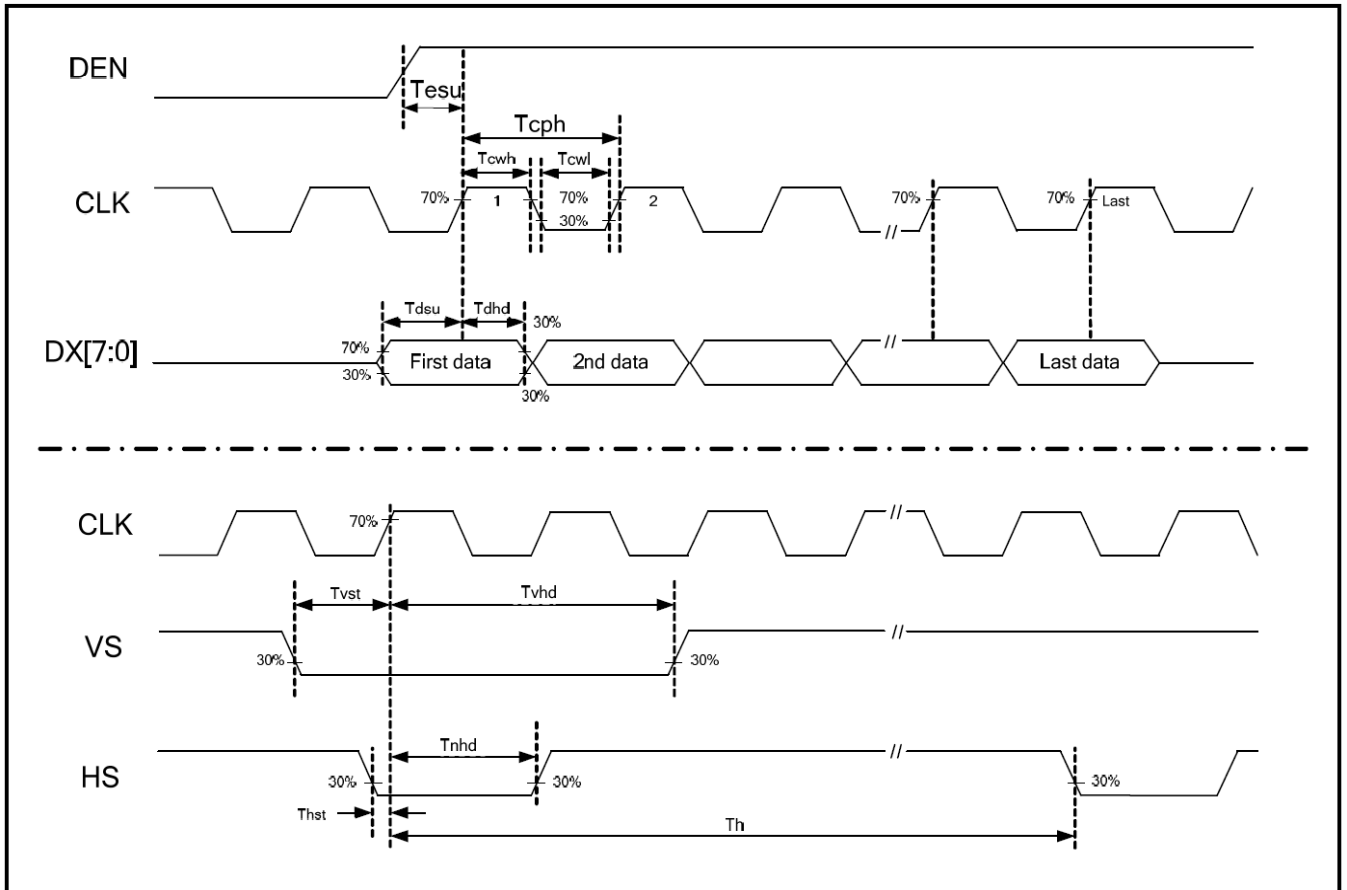 DEN
Tesu
Tcph
Tcwh Tcwl
CLK 70% 1 70% 30% 2 70% 70% Last
//
Tdsu Tdhd 30%
DX[7:0] 70% 30% First data 30% 2nd data // Last data
CLK 70% //
Tvst Tvhd
VS 30% 30% //
Tnhd
HS 30% 30% // 30%
Thst
Th